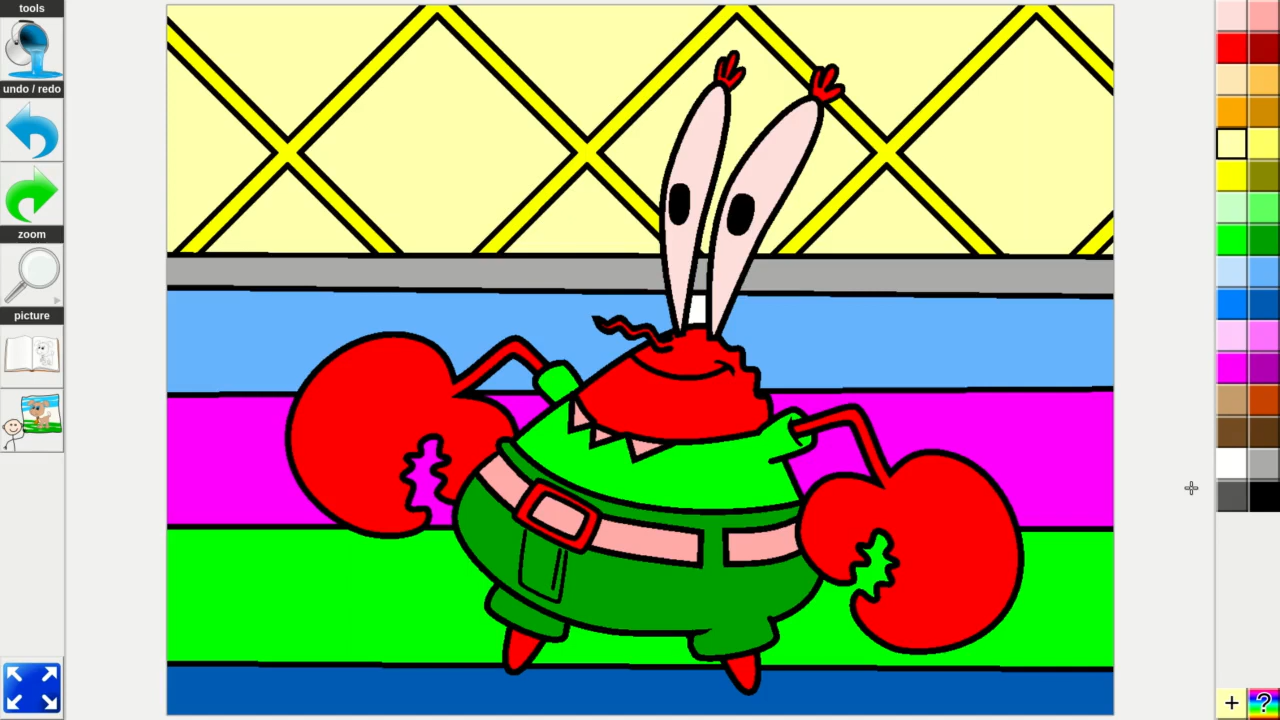 tools
undo / redo
zoom
picture
+ ?